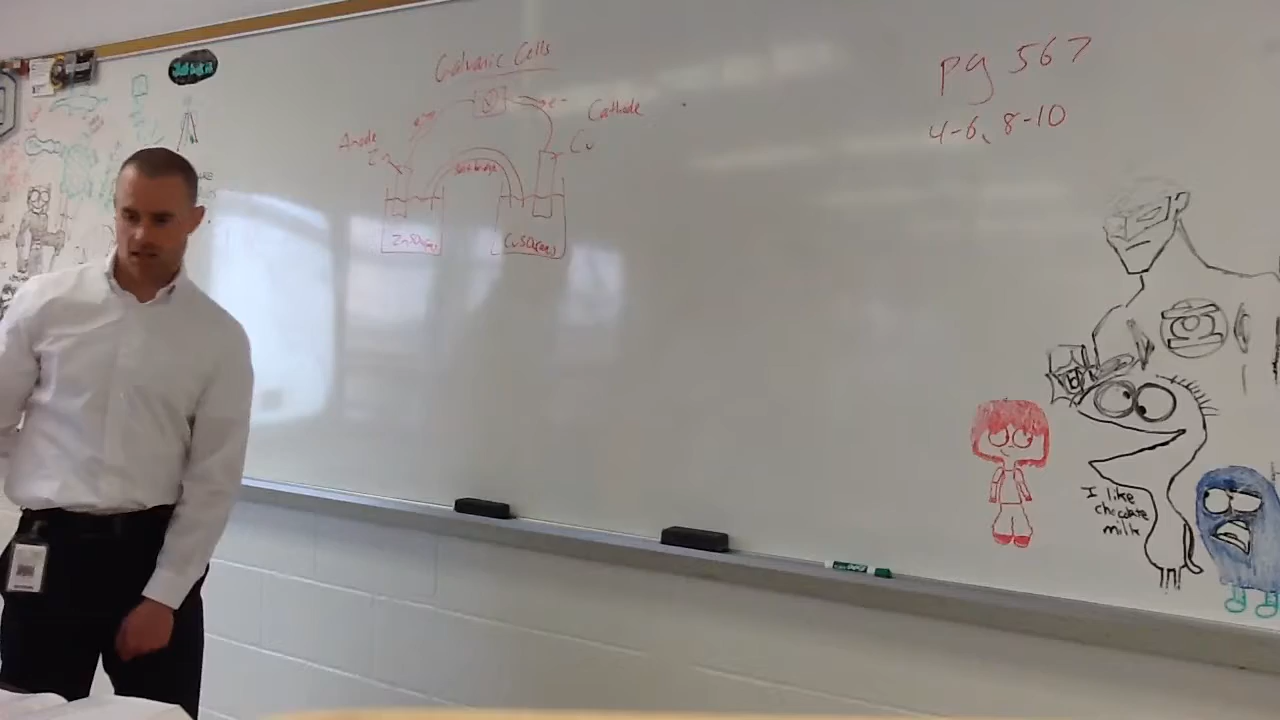 Galvanic Cells
e-
Cathode
Anode
Zn
Cu
Salt bridge
ZnSO4(aq)
CuSO4(aq)
pg 567
4-6, 8-10
I like
chocolate
milk